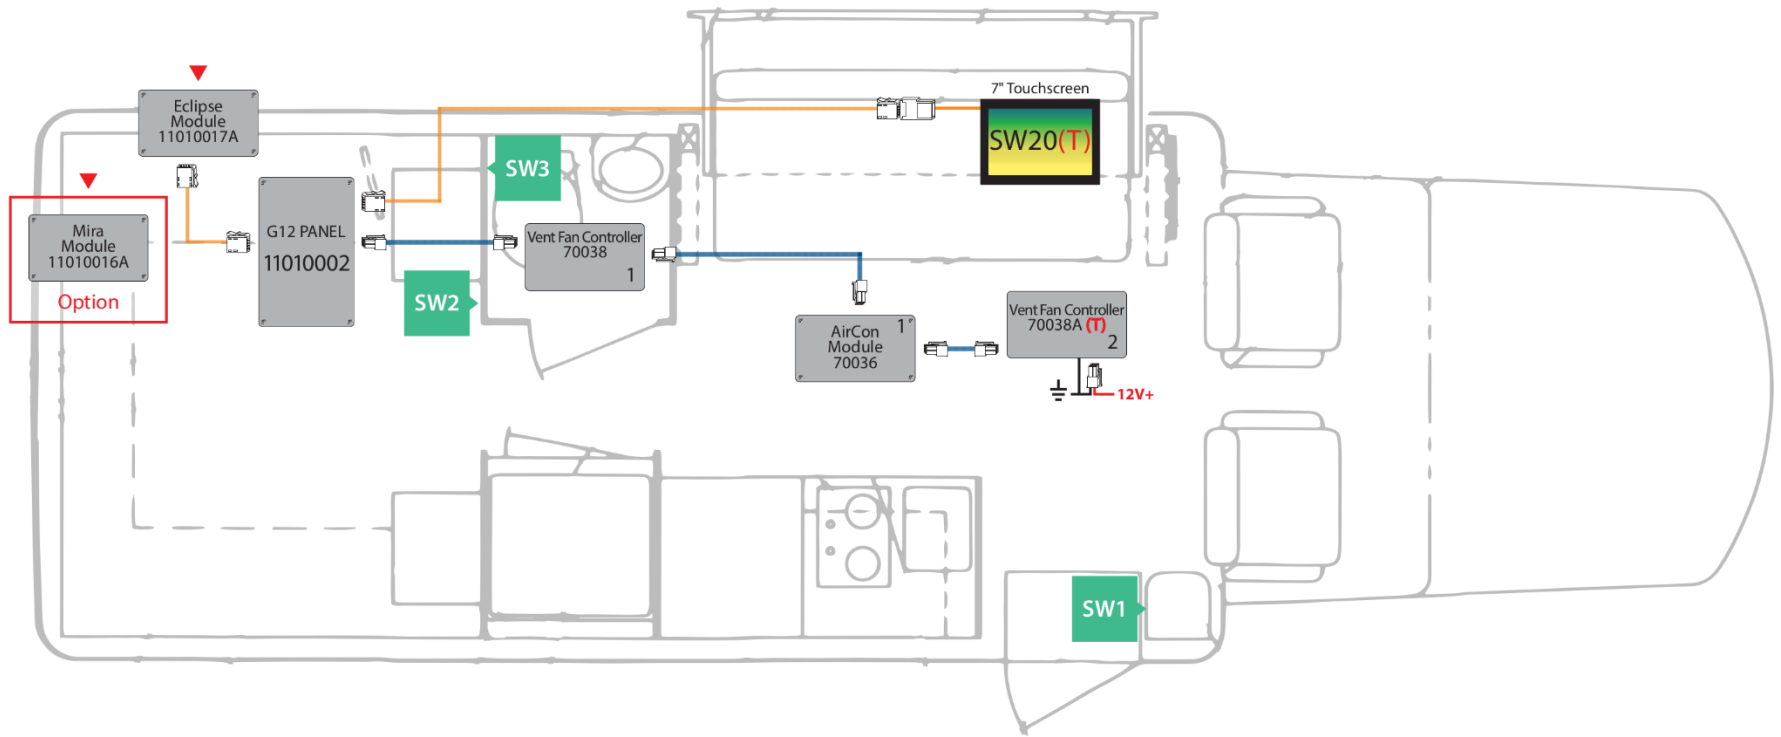 7" Touchscreen
SW20(T)
Eclipse
Module
11010017A
Mira
Module
11010016A
Option
G12 PANEL
11010002
SW3
SW2
Vent Fan Controller
70038
1
AirCon 1
Module
70036
Vent Fan Controller
70038A (T)
2
12V+
SW1